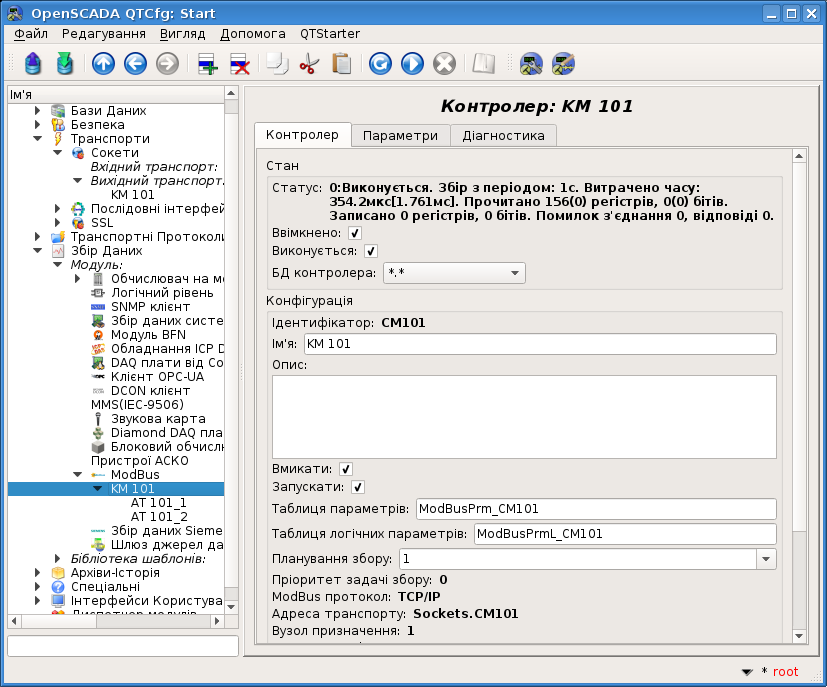 OpenSCADA QTCfg: Start
Файл Редагування Вигляд Допомога QTStarter
Ім'я
Бази Даних
Безпека
Транспорти
Сокети
Вхідний транспорт:
Вихідний транспорт.
КМ 101
Послідовні інтерфей
SSL
Транспортні Протоколи
Збір Даних
Модуль:
Обчислювач на мо
Логічний рівень
SNMP клієнт
Збір даних систе
Модуль BFN
Обладнання ICP D
DAQ плати від Co
Клієнт OPC-UA
DCON клієнт
MMS(IEC-9506)
Звукова карта
Diamond DAQ пла
Блоковий обчисл
Пристрої АСКО
ModBus
КМ 101
АТ 101_1
АТ 101_2
Збір даних Sieme
Шлюз джерел да
Бібліотека шаблонів:
Архіви-Історія
Спеціальні
Інтерфейси Користува
Диспетчер модулів
Контролер: КМ 101
Контролер Параметри Діагностика
Стан
Статус: 0:Виконується. Збір з періодом: 1с. Витрачено часу:
354.2мкс[1.761мс]. Прочитано 156(0) регістрів, 0(0) бітів.
Записано 0 регістрів, 0 бітів. Помилок з'єднання 0, відповіді 0.
Ввімкнено:
Виконується:
БД контролера: *.*
Конфігурація
Ідентифікатор: CM101
Ім'я: КМ 101
Опис:
Вмикати:
Запускати:
Таблиця параметрів: ModBusPrm_CM101
Таблиця логічних параметрів: ModBusPrmL_CM101
Планування збору: 1
Пріоритет задачі збору: 0
ModBus протокол: TCP/IP
Адреса транспорту: Sockets.CM101
Вузол призначення: 1
* root